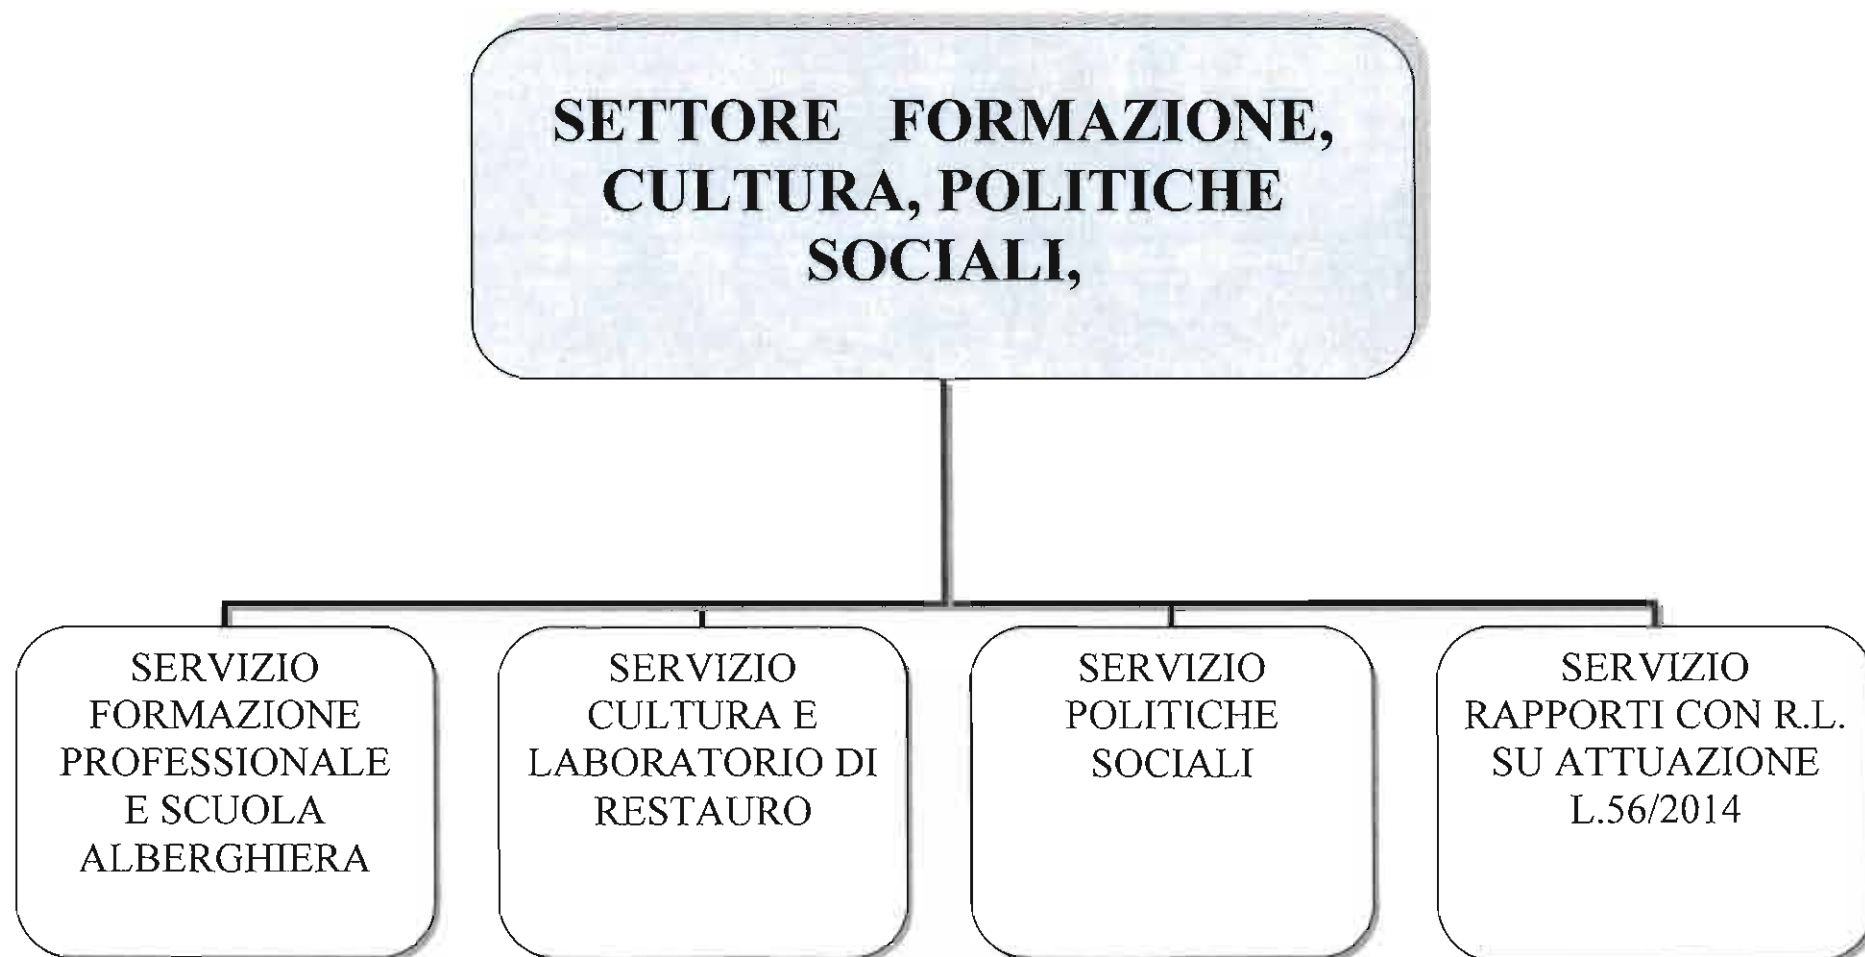 SETTORE FORMAZIONE,
CULTURA, POLITICHE
SOCIALI,
SERVIZIO
FORMAZIONE
PROFESSIONALE
E SCUOLA
ALBERGHIERA
SERVIZIO
CULTURA E
LABORATORIO DI
RESTAURO
SERVIZIO
POLITICHE
SOCIALI
SERVIZIO
RAPPORTI CON R.L.
SU ATTUAZIONE
L.56/2014